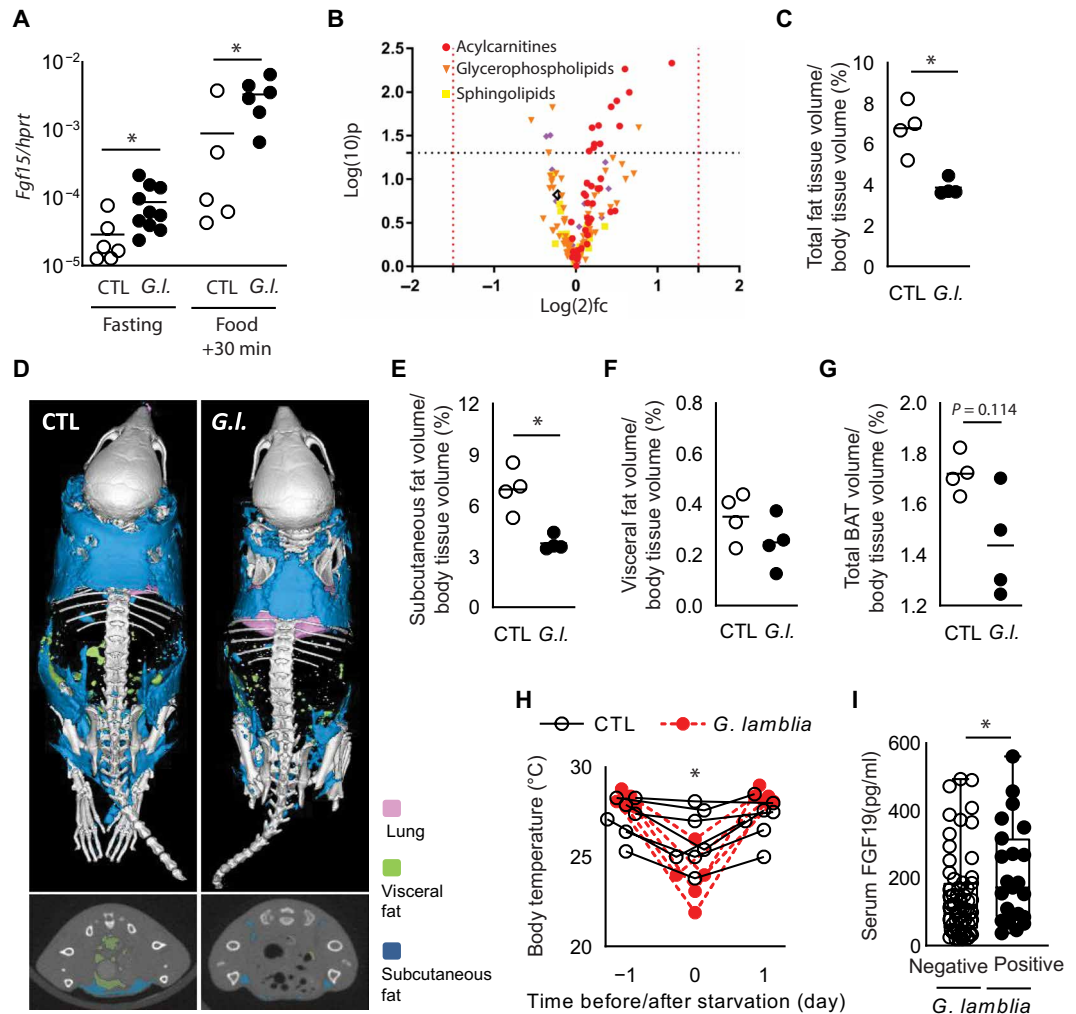 A
Fgf15/hprt
10−2
10−3
10−4
10−5
*
*
CTL G.I. CTL G.I.
Fasting Food
+30 min
B
Log(10)p
2.5
2.0
1.5
1.0
0.5
0.0
Acylcarnitines
Glycerophospholipids
Sphingolipids
−2 −1 0 1 2
Log(2)fc
C
Total fat tissue volume/
body tissue volume (%)
10
8
6
4
2
0
*
CTL G.I.
D
CTL G.I.
Lung
Visceral
fat
Subcutaneous
fat
E
Subcutaneous fat volume/
body tissue volume (%)
12
9
6
3
0
*
CTL G.I.
F
Visceral fat volume/
body tissue volume (%)
0.8
0.6
0.4
0.2
0.0
CTL G.I.
G
Total BAT volume/
body tissue volume (%)
2.0
1.8
1.6
1.4
1.2
P = 0.114
CTL G.I.
H
CTL G. lamblia
Body temperature (°C)
30
25
20
*
−1 0 1
Time before/after starvation (day)
I
Serum FGF19(pg/ml)
600
400
200
0
*
Negative Positive
G. lamblia